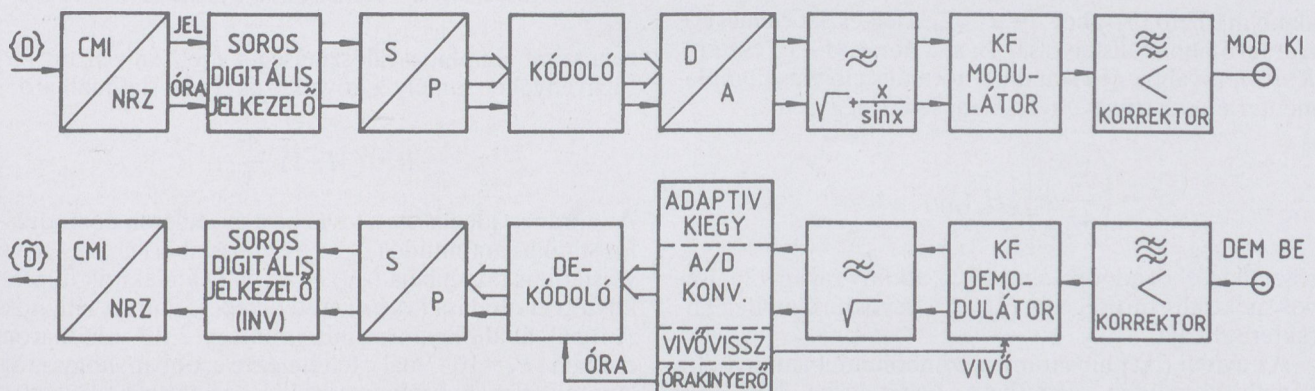 {D}
CMI
NRZ
JEL
ÓRA
SOROS
DIGITÁLIS
JELKEZELŐ
S
P
KÓDOLÓ
D
A
≈
√ + x/sinx
KF
MODU-
LÁTOR
KORREKTOR
MOD KI
{D̃}
CMI
NRZ
SOROS
DIGITÁLIS
JELKEZELŐ
(INV)
S
P
DE-
KÓDOLÓ
ÓRA
ADAPTIV
KIEGY
A/D
KONV.
VIVŐVISSZ
ÓRAKINYERŐ
≈
√
KF
DEMO-
DULÁTOR
VIVŐ
KORREKTOR
DEM BE